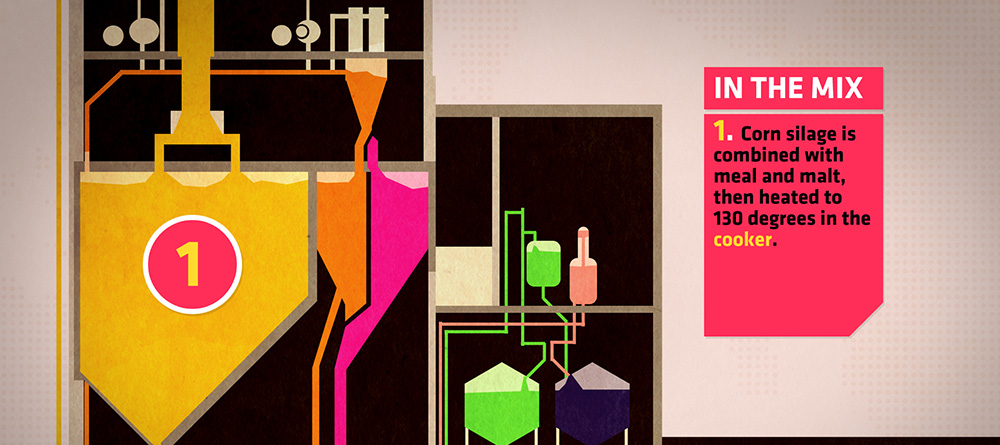 1
IN THE MIX
1. Corn silage is
combined with
meal and malt,
then heated to
130 degrees in the
cooker.